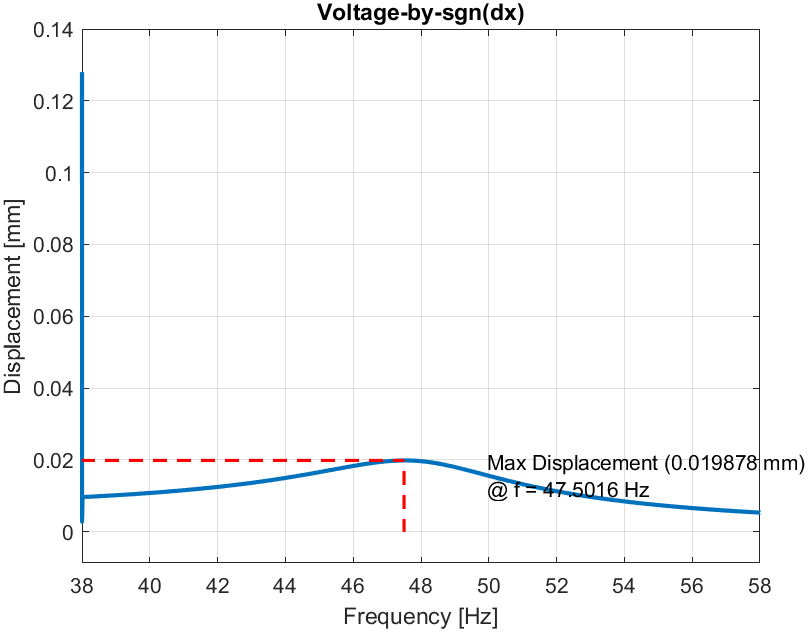 Voltage-by-sgn(dx)
0.14
0.12
0.1
0.08
0.06
0.04
0.02
0
Displacement [mm]
Max Displacement (0.019878 mm)
@ f = 47.5016 Hz
38 40 42 44 46 48 50 52 54 56 58
Frequency [Hz]